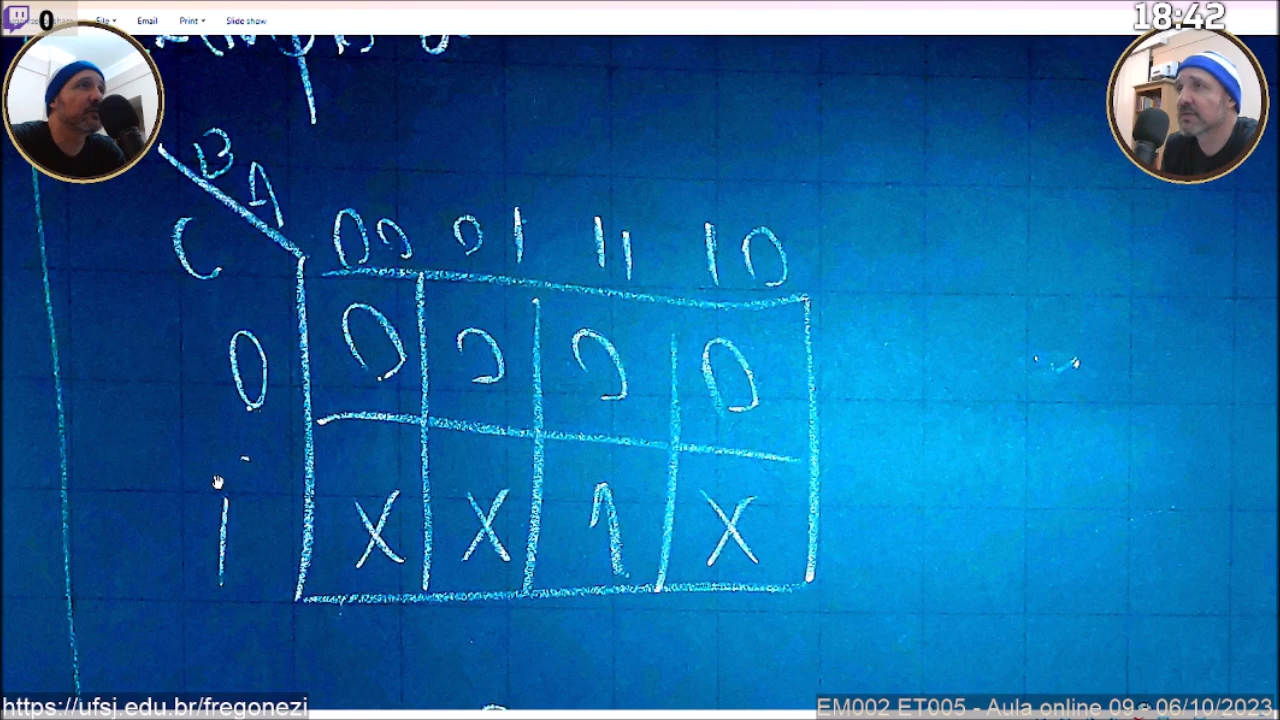 0 File Email Print Slide show 18:42
B
A
C 00 01 11 10
0 0 0 0 0
1 X X 1 X
https://ufsj.edu.br/fregonezi EM002 ET005 - Aula online 09 - 06/10/2023